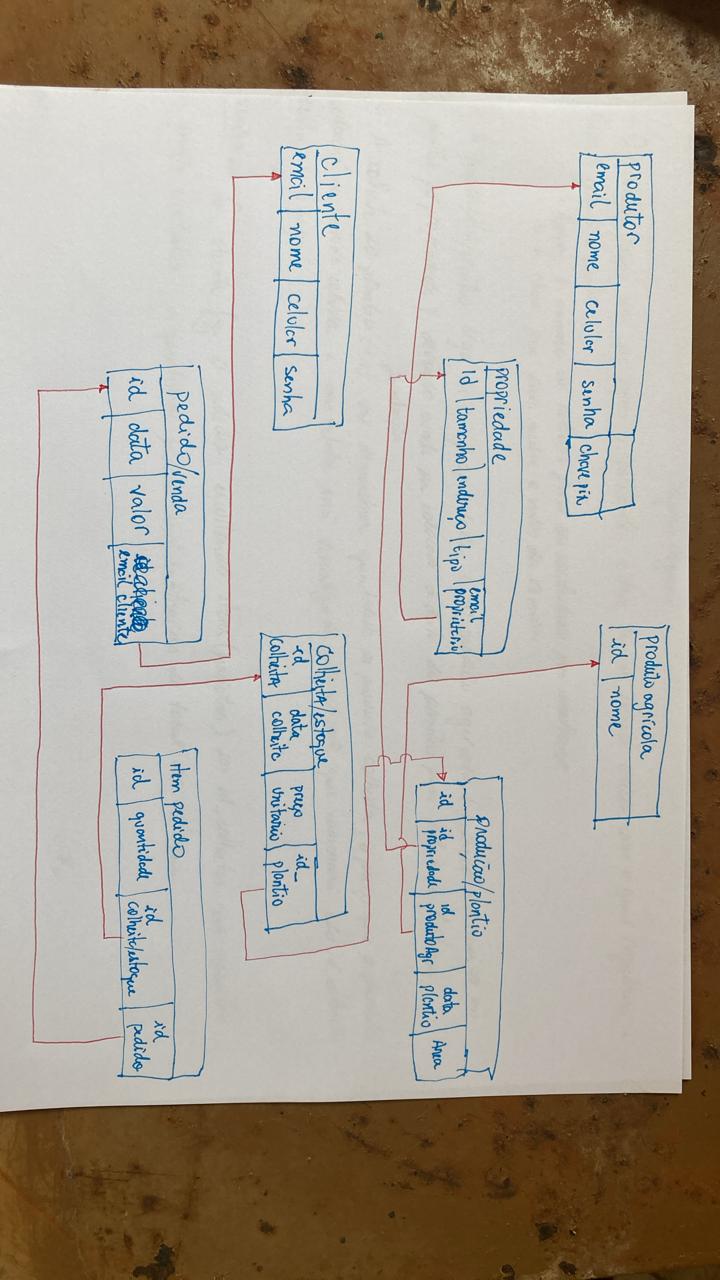 produtor
email nome celular senha chave pix
produto agrícola
id nome
propriedade
id tamanho endereço tipo email
proprietário
produção/plantio
id id id data Area
propriedade produtoAgr plantio
cliente
email nome celular senha
colheita/estoque
id data preço id_
colheita colheita unitario plantio
pedido/venda
id data valor
email cliente
item pedido
id quantidade id id
colheita/estoque pedido